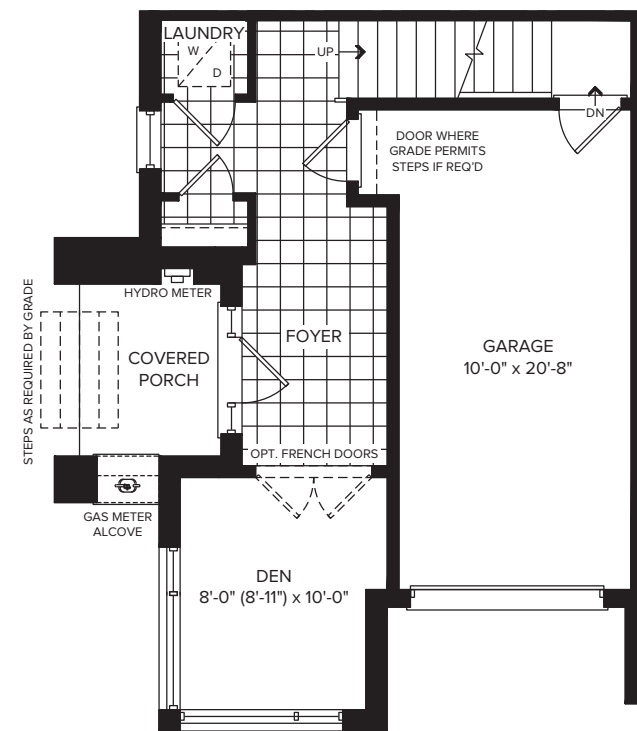 LAUNDRY
W
D
UP
DN
DOOR WHERE
GRADE PERMITS
STEPS IF REQ'D
HYDRO METER
STEPS AS REQUIRED BY GRADE
COVERED
PORCH
FOYER
GARAGE
10'-0" x 20'-8"
OPT. FRENCH DOORS
GAS METER
ALCOVE
DEN
8'-0" (8'-11") x 10'-0"